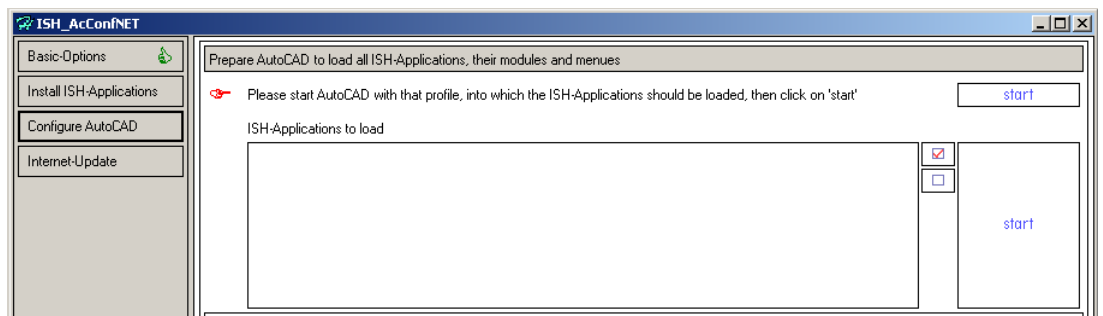 ISH_AcConfNET
Basic-Options
Install ISH-Applications
Configure AutoCAD
Internet-Update
Prepare AutoCAD to load all ISH-Applications, their modules and menues
Please start AutoCAD with that profile, into which the ISH-Applications should be loaded, then click on 'start'
start
ISH-Applications to load
start